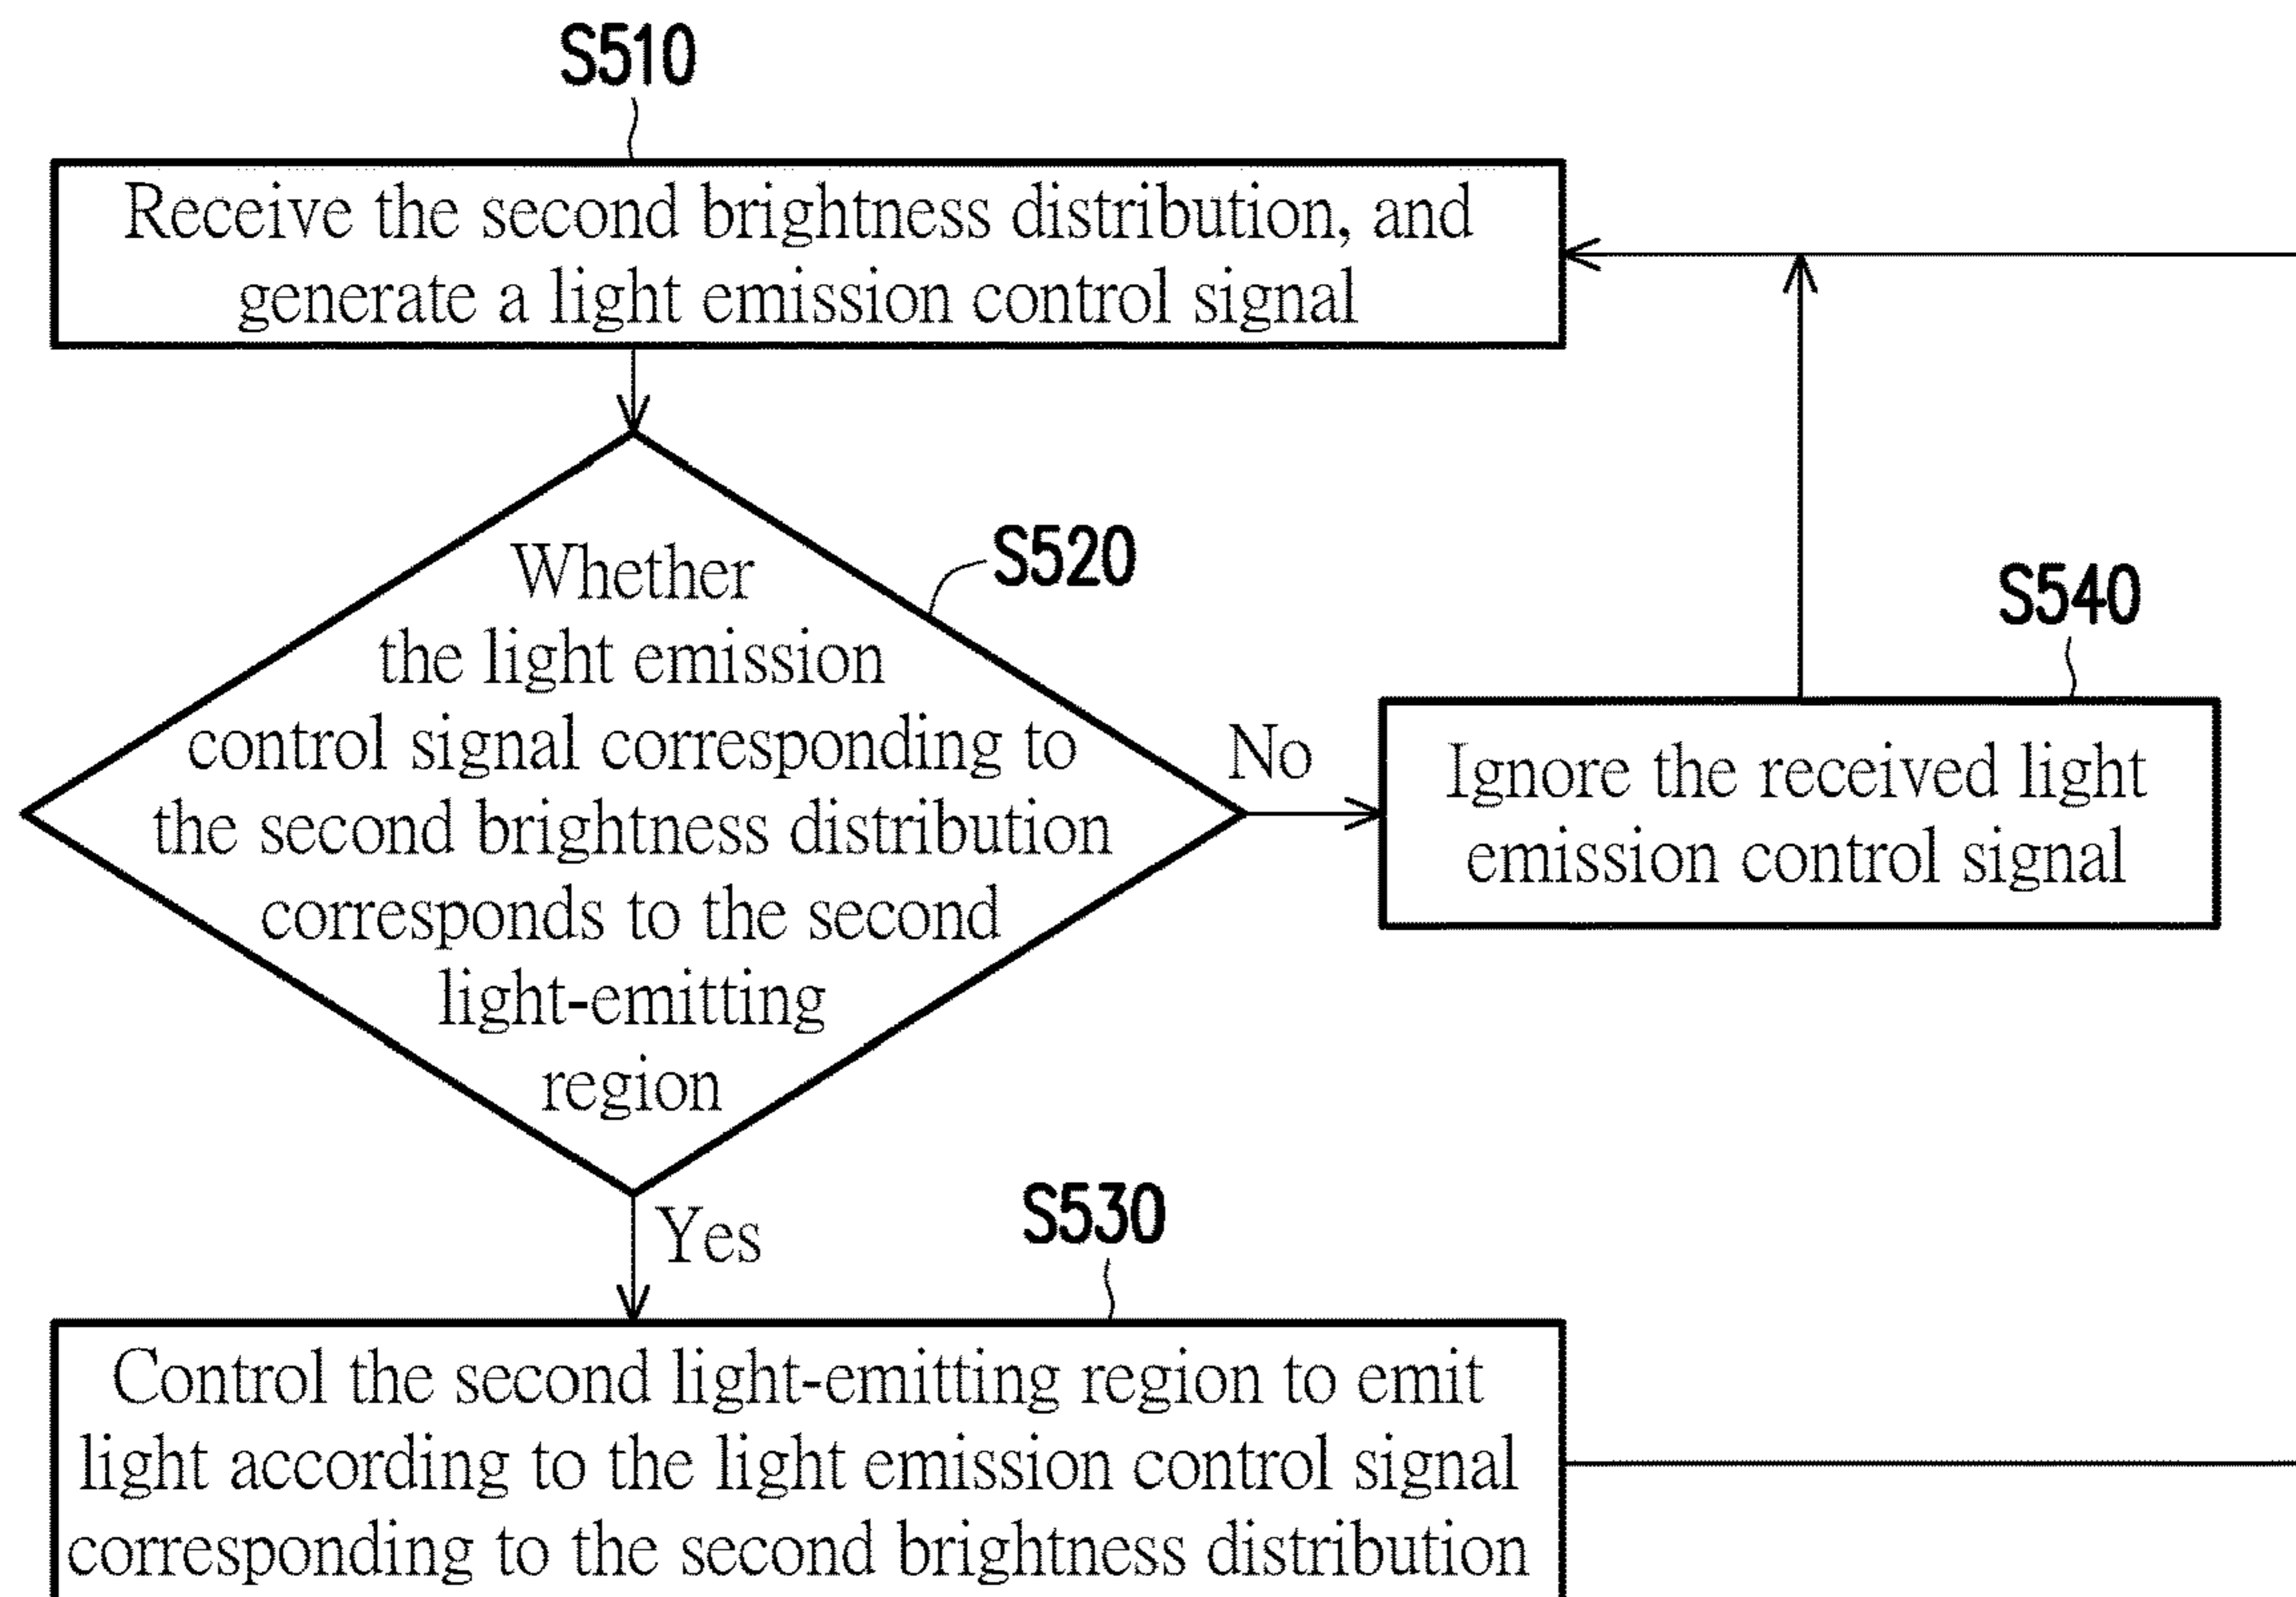 S510
Receive the second brightness distribution, and
generate a light emission control signal
Whether
the light emission
control signal corresponding to
the second brightness distribution
corresponds to the second
light-emitting
region
S520
No
S540
Ignore the received light
emission control signal
Yes
S530
Control the second light-emitting region to emit
light according to the light emission control signal
corresponding to the second brightness distribution